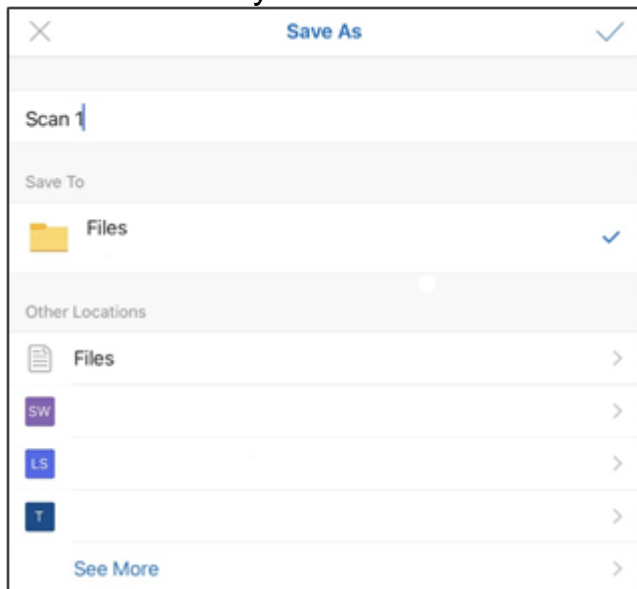 Save As
Scan 1
Save To
Files
Other Locations
Files
SW
LS
T
See More